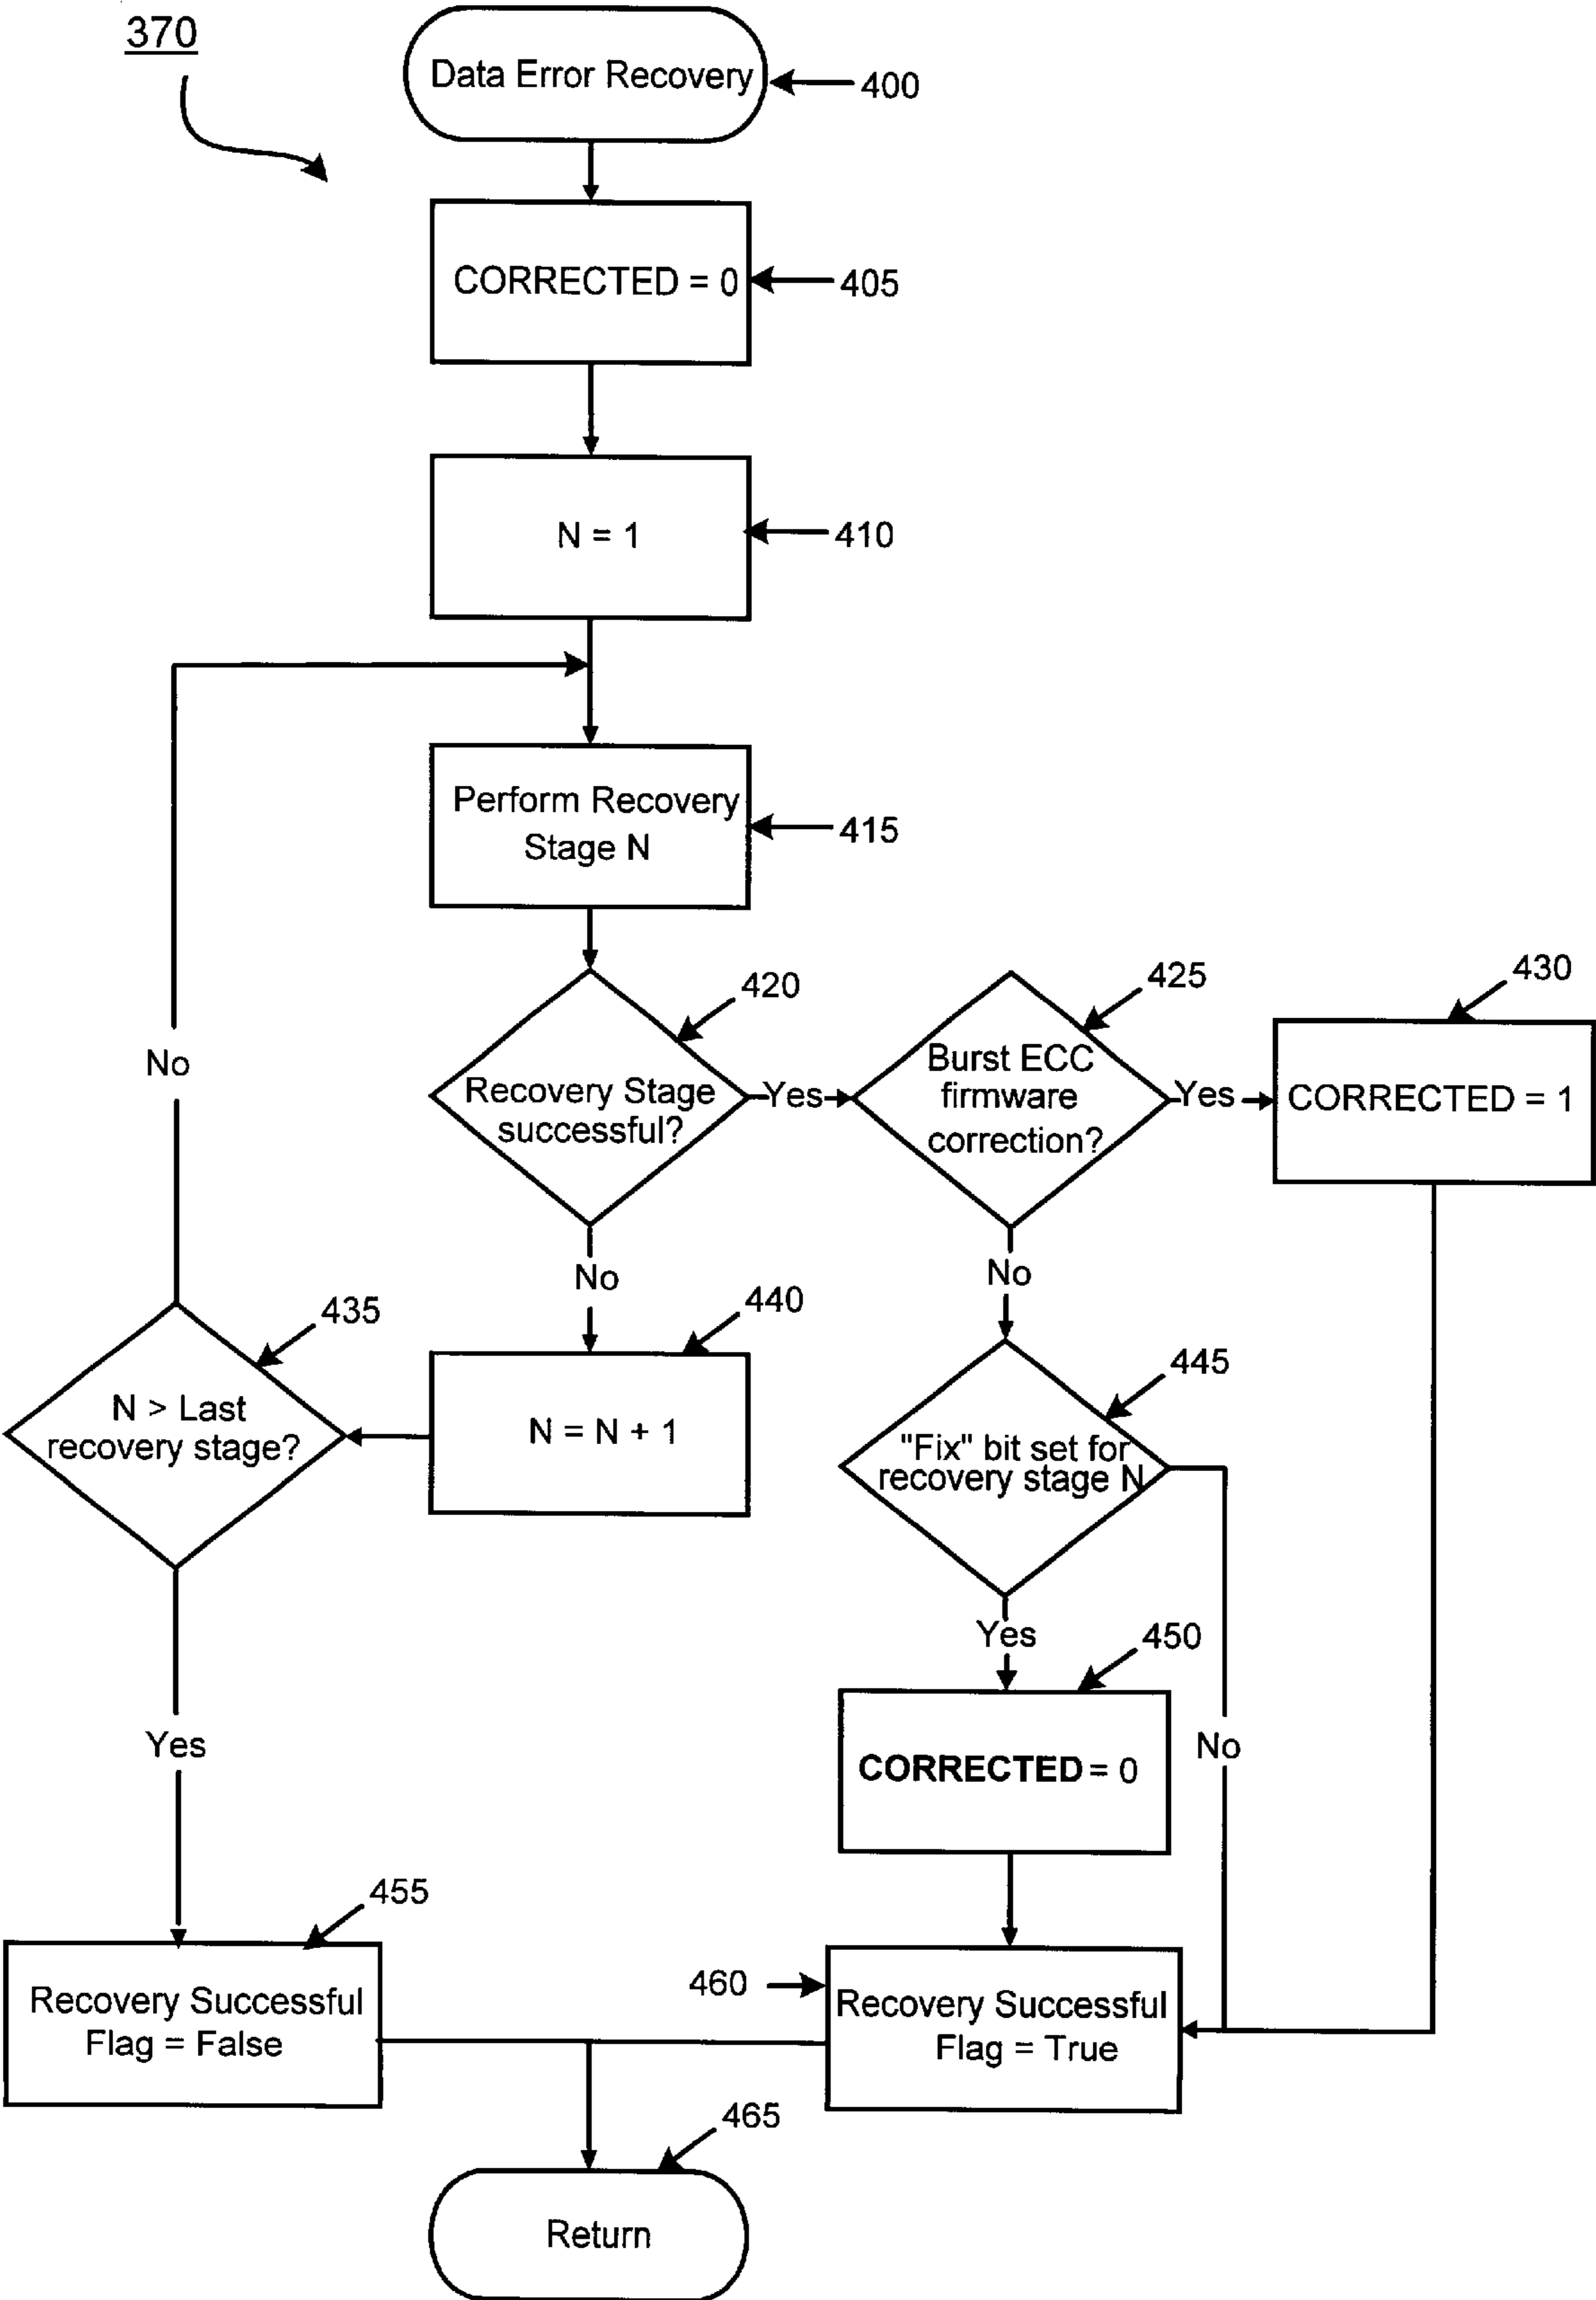 370
Data Error Recovery
400
CORRECTED = 0
405
N = 1
410
Perform Recovery
Stage N
415
420
Recovery Stage
successful?
Yes
425
Burst ECC
firmware
correction?
Yes
430
CORRECTED = 1
No
No
No
435
N > Last
recovery stage?
440
N = N + 1
445
"Fix" bit set for
recovery stage N
Yes
No
450
CORRECTED = 0
Yes
455
Recovery Successful
Flag = False
460
Recovery Successful
Flag = True
465
Return